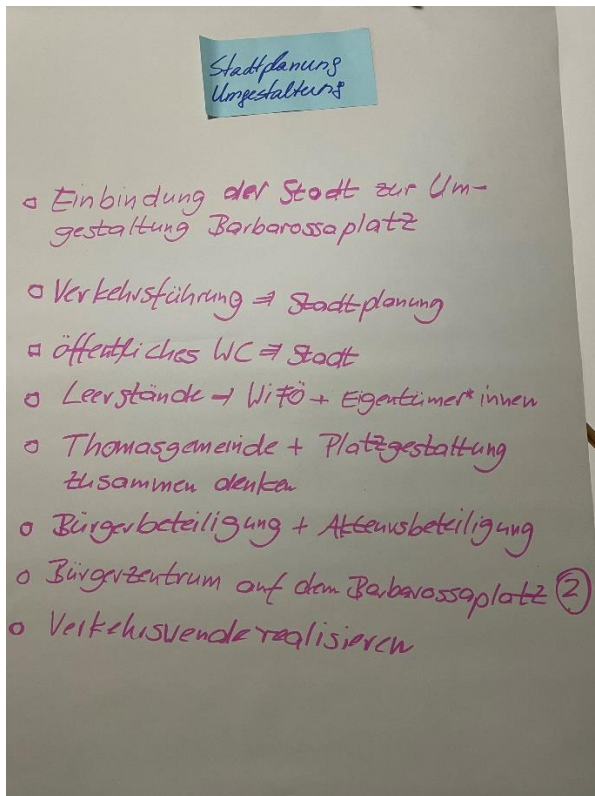 Stadtplanung
Umgestaltung
Einbindung der Stadt zur Um-
gestaltung Barbarossaplatz
Verkehrsführung ⇒ Stadtplanung
öffentliches WC ⇒ Stadt
Leerstände → WiFÖ + Eigentümer*innen
Thomasgemeinde + Platzgestaltung
zusammen denken
Bürgerbeteiligung +
Bürgerzentrum auf dem Barbarossaplatz 2
Verkehrswende realisieren